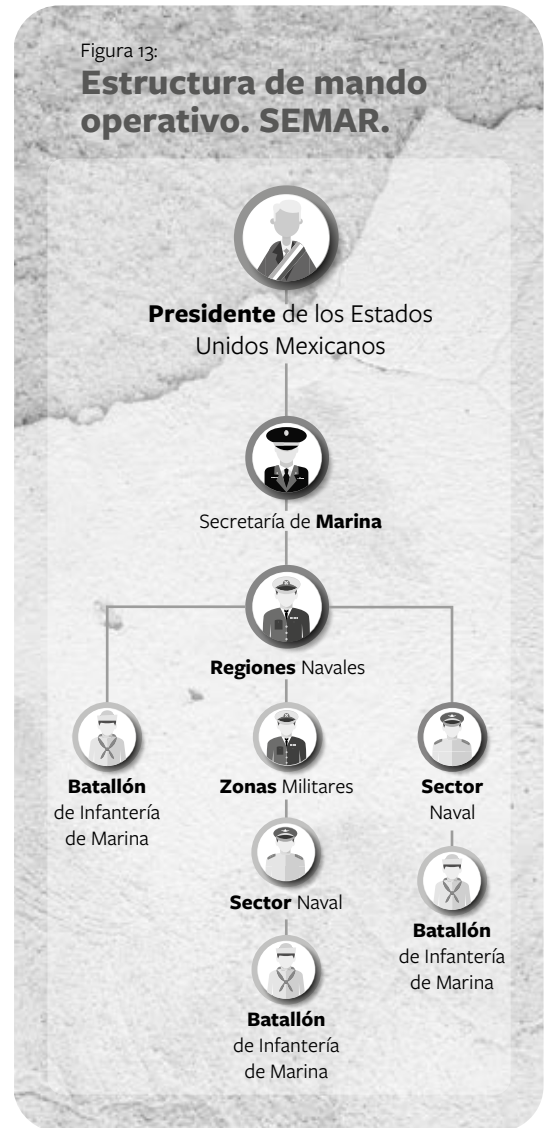 Figura 13:
Estructura de mando
operativo. SEMAR.
Presidente de los Estados
Unidos Mexicanos
Secretaría de Marina
Regiones Navales
Batallón
de Infantería
de Marina
Zonas Militares
Sector Naval
Batallón
de Infantería
de Marina
Sector
Naval
Batallón
de Infantería
de Marina